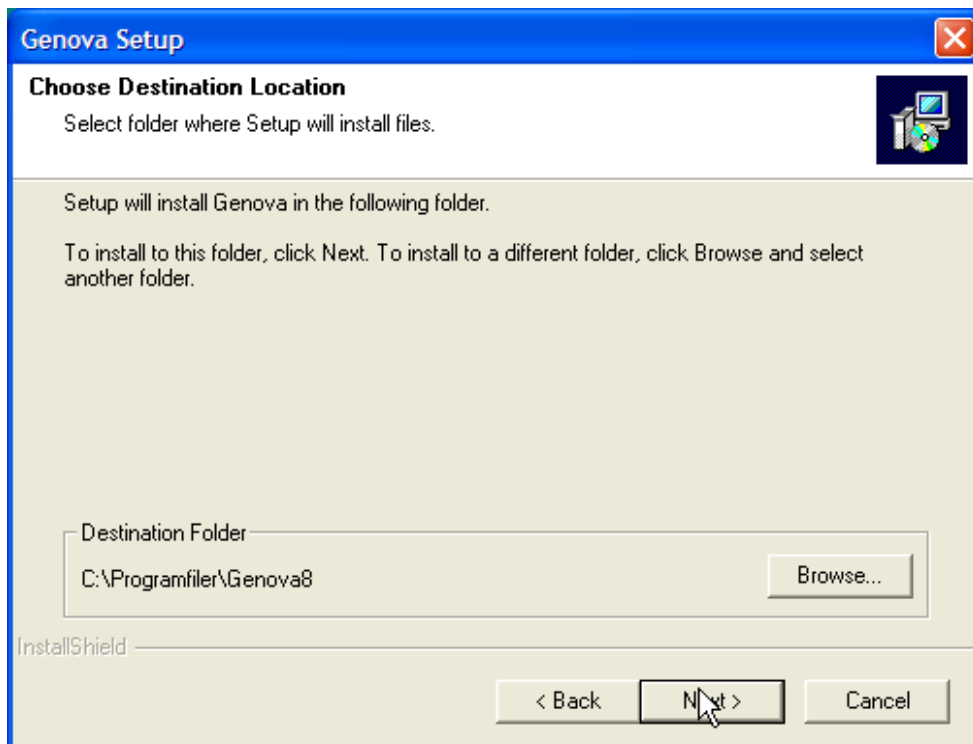 Genova Setup
Choose Destination Location
Select folder where Setup will install files.
Setup will install Genova in the following folder.
To install to this folder, click Next. To install to a different folder, click Browse and select
another folder.
Destination Folder
C:\Programfiler\Genova8
Browse...
InstallShield
< Back
Next >
Cancel